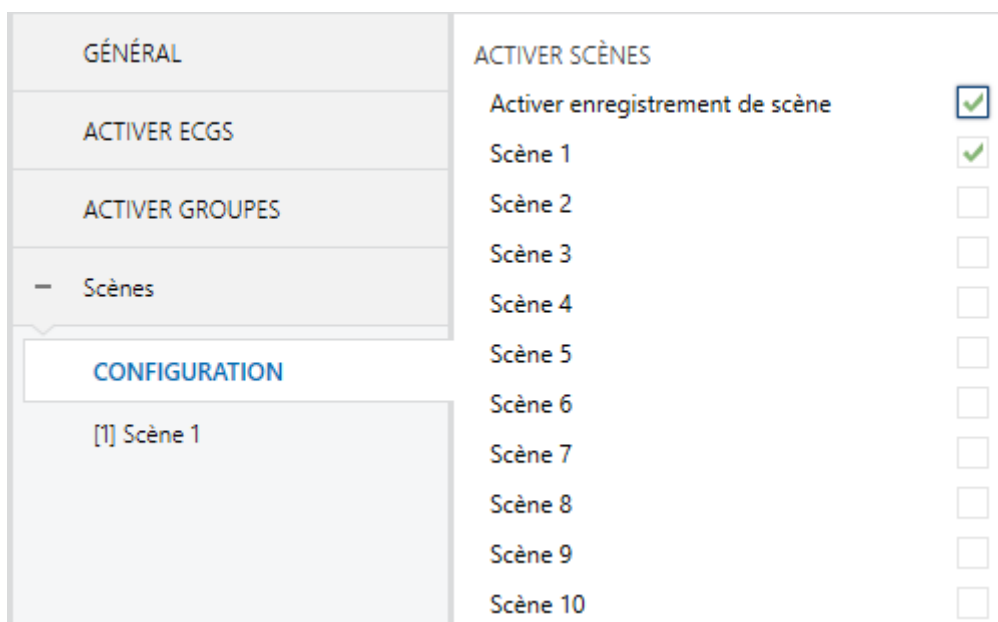 GÉNÉRAL
ACTIVER ECGS
ACTIVER GROUPES
Scènes
CONFIGURATION
[1] Scène 1
ACTIVER SCÈNES
Activer enregistrement de scène
Scène 1
Scène 2
Scène 3
Scène 4
Scène 5
Scène 6
Scène 7
Scène 8
Scène 9
Scène 10